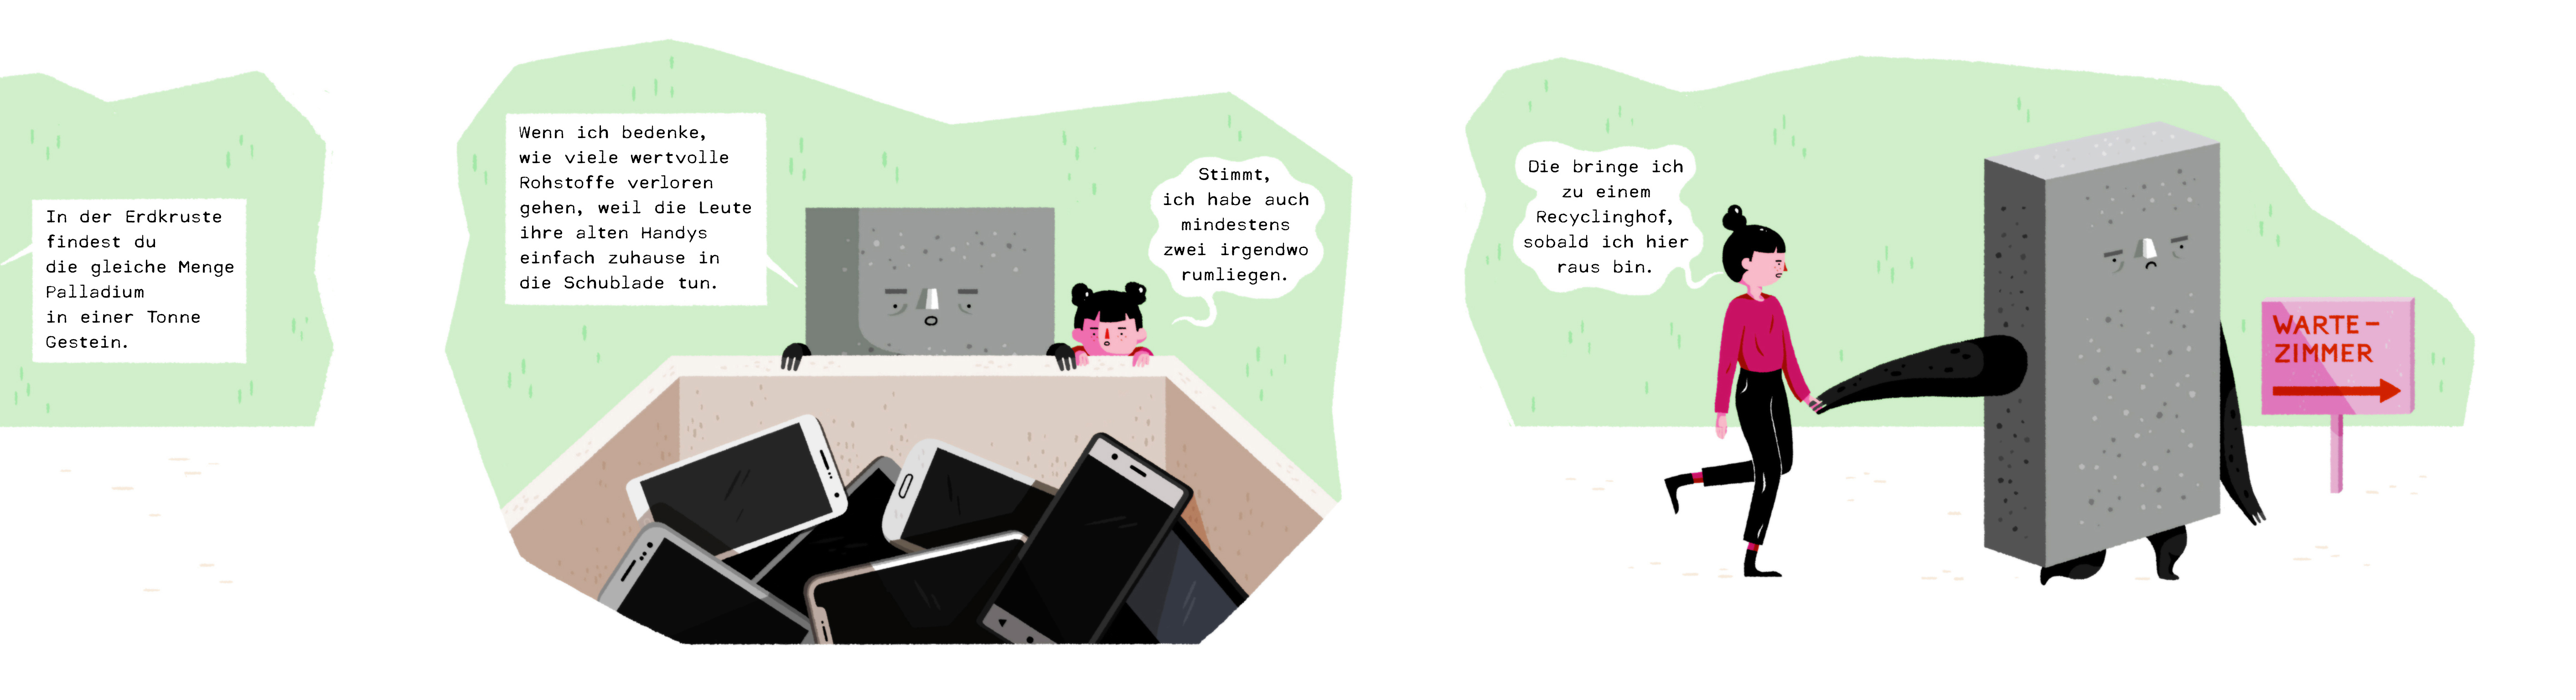 In der Erdkruste
findest du
die gleiche Menge
Palladium
in einer Tonne
Gestein.
Wenn ich bedenke,
wie viele wertvolle
Rohstoffe verloren
gehen, weil die Leute
ihre alten Handys
einfach zuhause in
die Schublade tun.
Stimmt,
ich habe auch
mindestens
zwei irgendwo
rumliegen.
Die bringe ich
zu einem
Recyclinghof,
sobald ich hier
raus bin.
WARTE-
ZIMMER